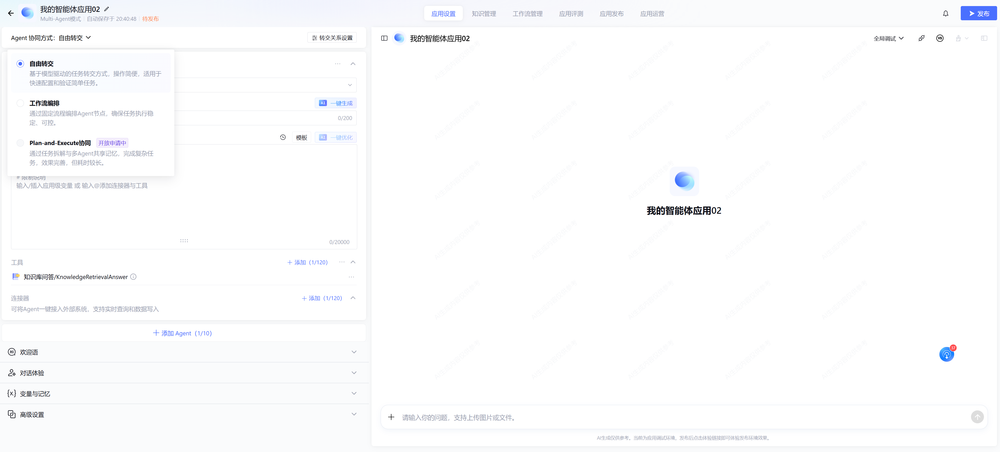 我的智能体应用02
Multi-Agent模式 | 自动保存于 20:40:48 | 待发布
应用设置
知识管理
工作流管理
应用评测
应用发布
应用运营
发布
Agent 协同方式：自由转交
转交关系设置
自由转交
基于模型驱动的任务转交方式，操作简便，适用于
快速配置和验证简单任务。
工作流编排
通过固定流程编排Agent节点，确保任务执行稳
定、可控。
Plan-and-Execute协同 开放申请中
通过任务拆解与多Agent共享记忆，完成复杂任
务，效果完善，但耗时较长。
AI 一键生成
0/200
模板
AI 一键优化
# 限制说明
输入/插入应用级变量 或 输入@添加连接器与工具
0/20000
工具
添加（1/120）
知识库问答/KnowledgeRetrievalAnswer
连接器
添加（1/120）
可将Agent一键接入外部系统，支持实时查询和数据写入
添加 Agent（1/10）
Hi 欢迎语
对话体验
{x} 变量与记忆
高级设置
我的智能体应用02
全局调试
VS
AI生成内容仅供参考
我的智能体应用02
37
请输入你的问题，支持上传图片或文件。
AI生成仅供参考。当前为应用调试环境，发布后点击体验链接即可体验发布环境效果。